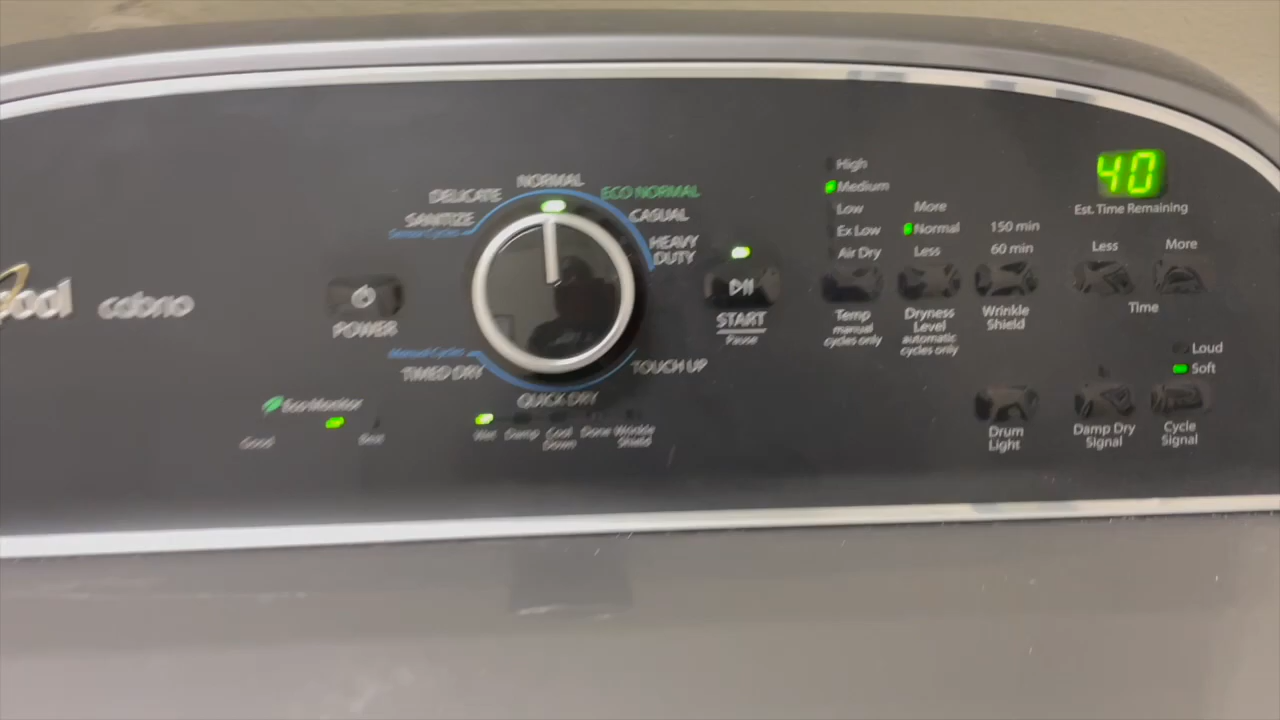 NORMAL
DELICATE
ECO NORMAL
SANITIZE
CASUAL
Sensor Cycles
HEAVY
DUTY
cabrio
POWER
START
Pause
Manual Cycles
TIMED DRY
TOUCH UP
QUICK DRY
EcoMonitor
Good
Best
Wet
Damp
Cool
Down
Done
Wrinkle
Shield
High
Medium
Low
Ex Low
Air Dry
Temp
manual
cycles only
More
Normal
Less
Dryness
Level
automatic
cycles only
150 min
60 min
Wrinkle
Shield
40
Est. Time Remaining
Less
More
Time
Loud
Soft
Drum
Light
Damp Dry
Signal
Cycle
Signal